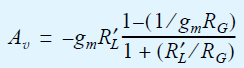 A_v = −g_m R′_L \frac{1−(1/g_m R_G)}{1 + (R′_L/R_G)}